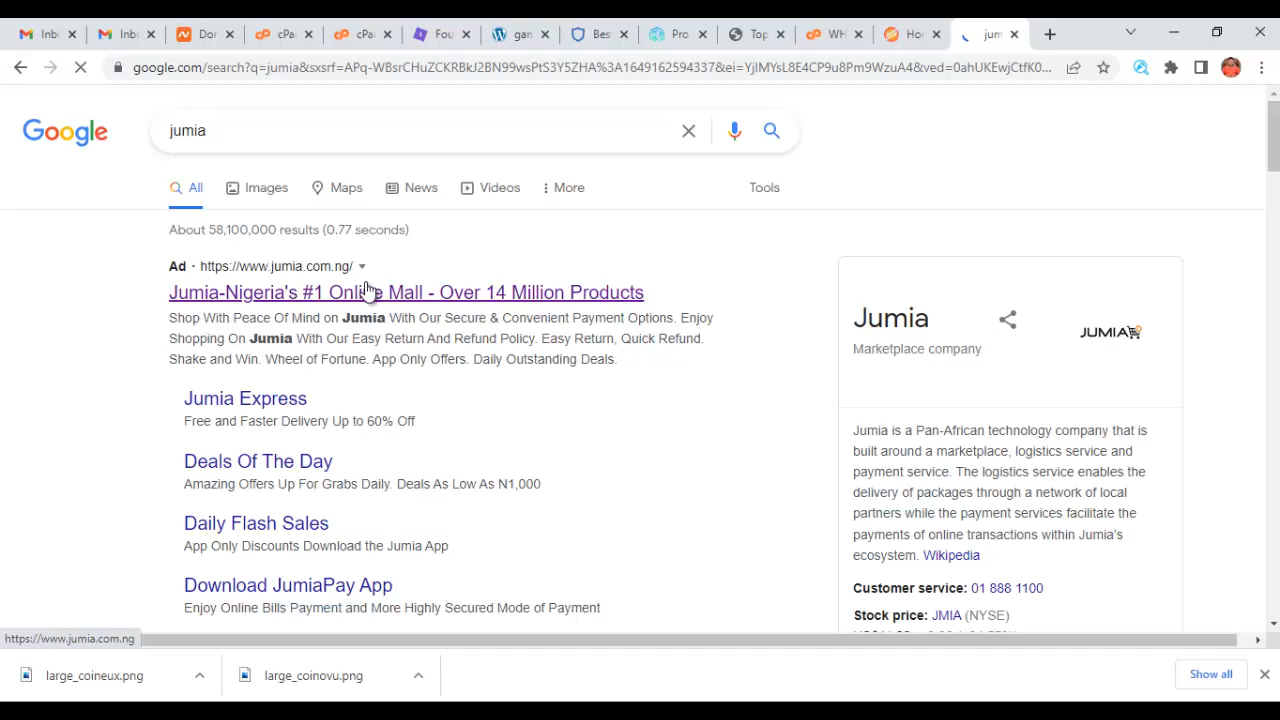 Inb
Inb
Dor
cPa
cPa
Fou
gan
Bes
Pro
Top
WH
Ho
jum
google.com/search?q=jumia&sxsrf=APq-WBsrCHuZCKRBkJ2BN99wsPtS3Y5ZHA%3A1649162594337&ei=YjlMYsL8E4CP9u8Pm9WzuA4&ved=0ahUKEwjCtfK0...
Google
jumia
All
Images
Maps
News
Videos
More
Tools
About 58,100,000 results (0.77 seconds)
Ad · https://www.jumia.com.ng/
Jumia-Nigeria's #1 Online Mall - Over 14 Million Products
Shop With Peace Of Mind on Jumia With Our Secure & Convenient Payment Options. Enjoy
Shopping On Jumia With Our Easy Return And Refund Policy. Easy Return, Quick Refund.
Shake and Win. Wheel of Fortune. App Only Offers. Daily Outstanding Deals.
Jumia Express
Free and Faster Delivery Up to 60% Off
Deals Of The Day
Amazing Offers Up For Grabs Daily. Deals As Low As N1,000
Daily Flash Sales
App Only Discounts Download the Jumia App
Download JumiaPay App
Enjoy Online Bills Payment and More Highly Secured Mode of Payment
Jumia
Marketplace company
JUMIA
Jumia is a Pan-African technology company that is
built around a marketplace, logistics service and
payment service. The logistics service enables the
delivery of packages through a network of local
partners while the payment services facilitate the
payments of online transactions within Jumia's
ecosystem. Wikipedia
Customer service: 01 888 1100
Stock price: JMIA (NYSE)
https://www.jumia.com.ng
large_coineux.png
large_coinovu.png
Show all